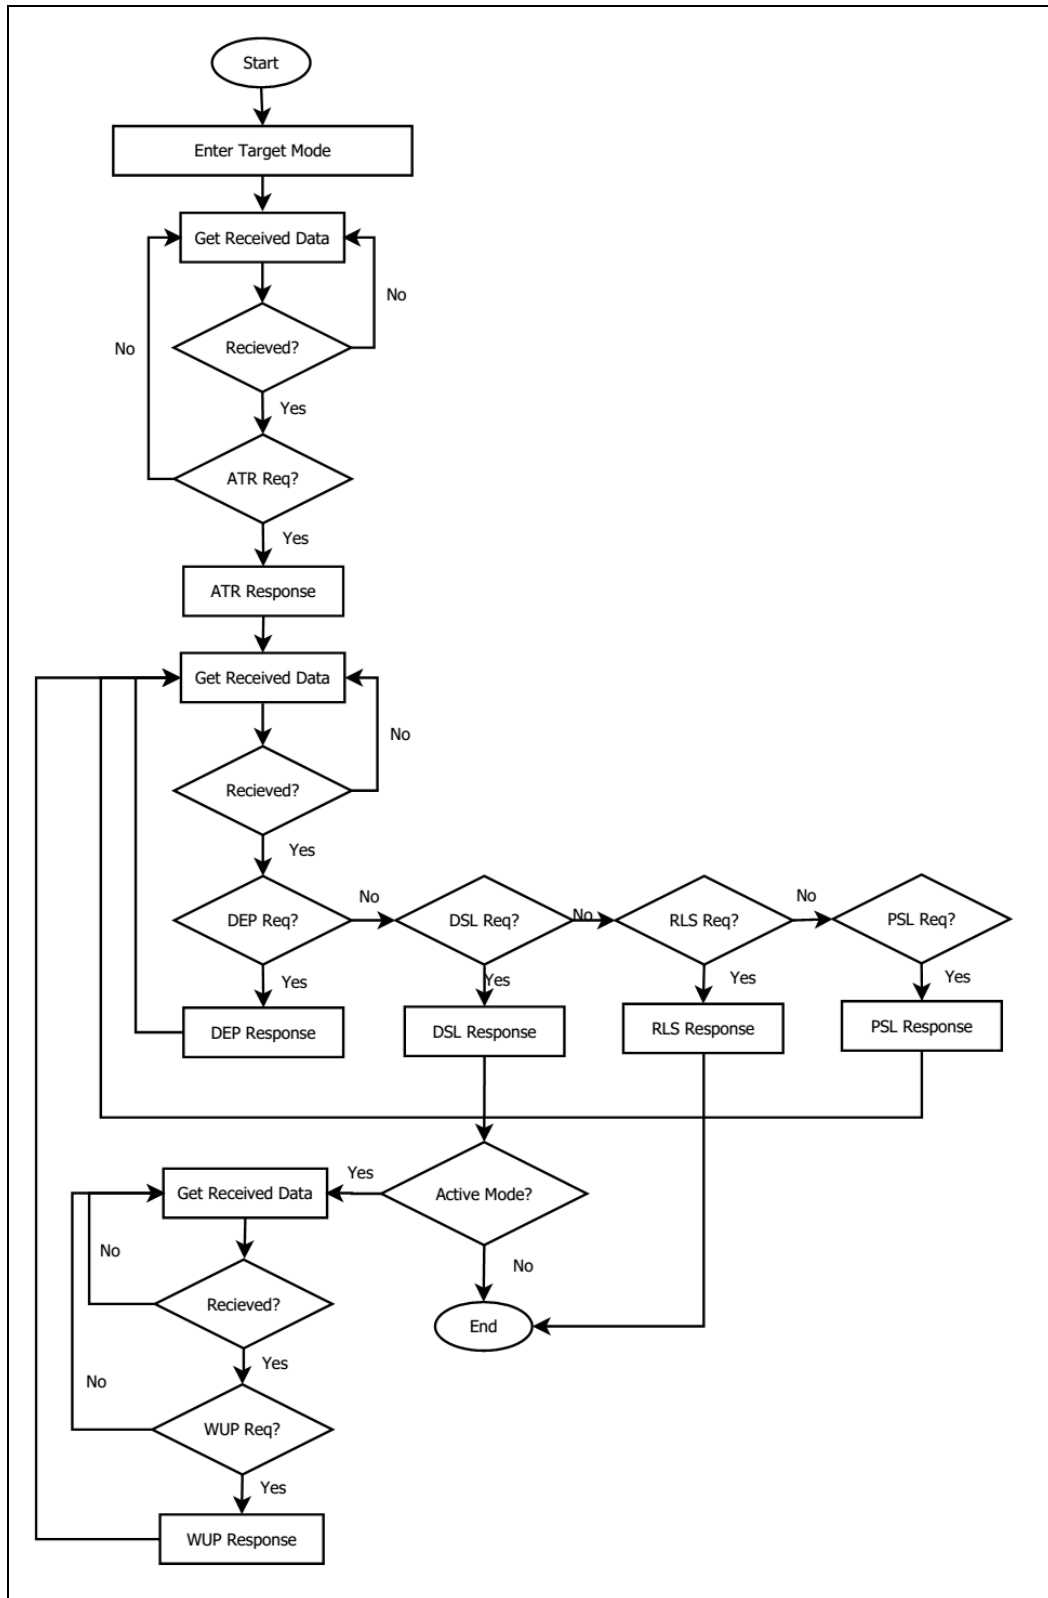 Start
Enter Target Mode
Get Received Data
No
Recieved?
No
Yes
ATR Req?
Yes
ATR Response
Get Received Data
No
Recieved?
Yes
DEP Req?
No
DSL Req?
No
RLS Req?
No
PSL Req?
Yes
Yes
Yes
Yes
DEP Response
DSL Response
RLS Response
PSL Response
Get Received Data
Yes
Active Mode?
No
Recieved?
No
End
Yes
No
WUP Req?
Yes
WUP Response